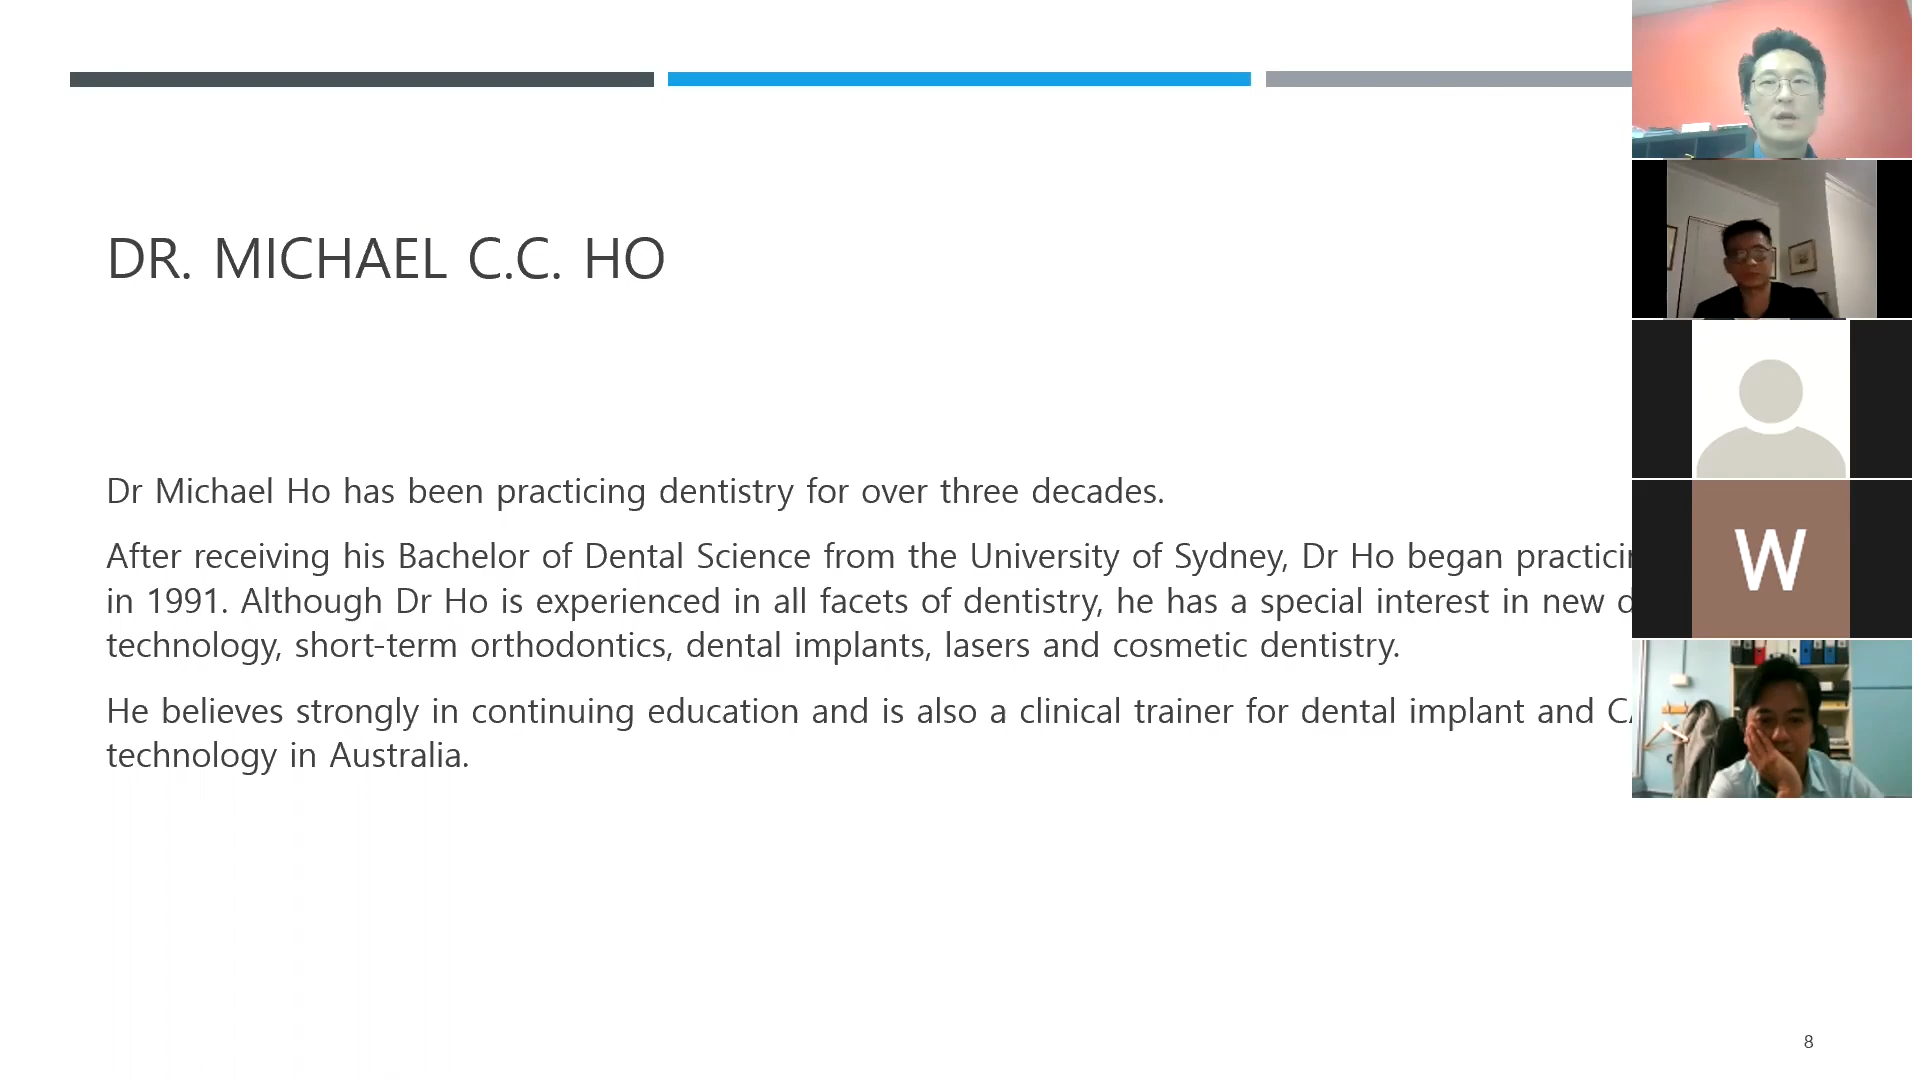 DR. MICHAEL C.C. HO
Dr Michael Ho has been practicing dentistry for over three decades.
After receiving his Bachelor of Dental Science from the University of Sydney, Dr Ho began
in 1991. Although Dr Ho is experienced in all facets of dentistry, he has a special interest in new
technology, short-term orthodontics, dental implants, lasers and cosmetic dentistry.
He believes strongly in continuing education and is also a clinical trainer for dental implant and
technology in Australia.
W
8